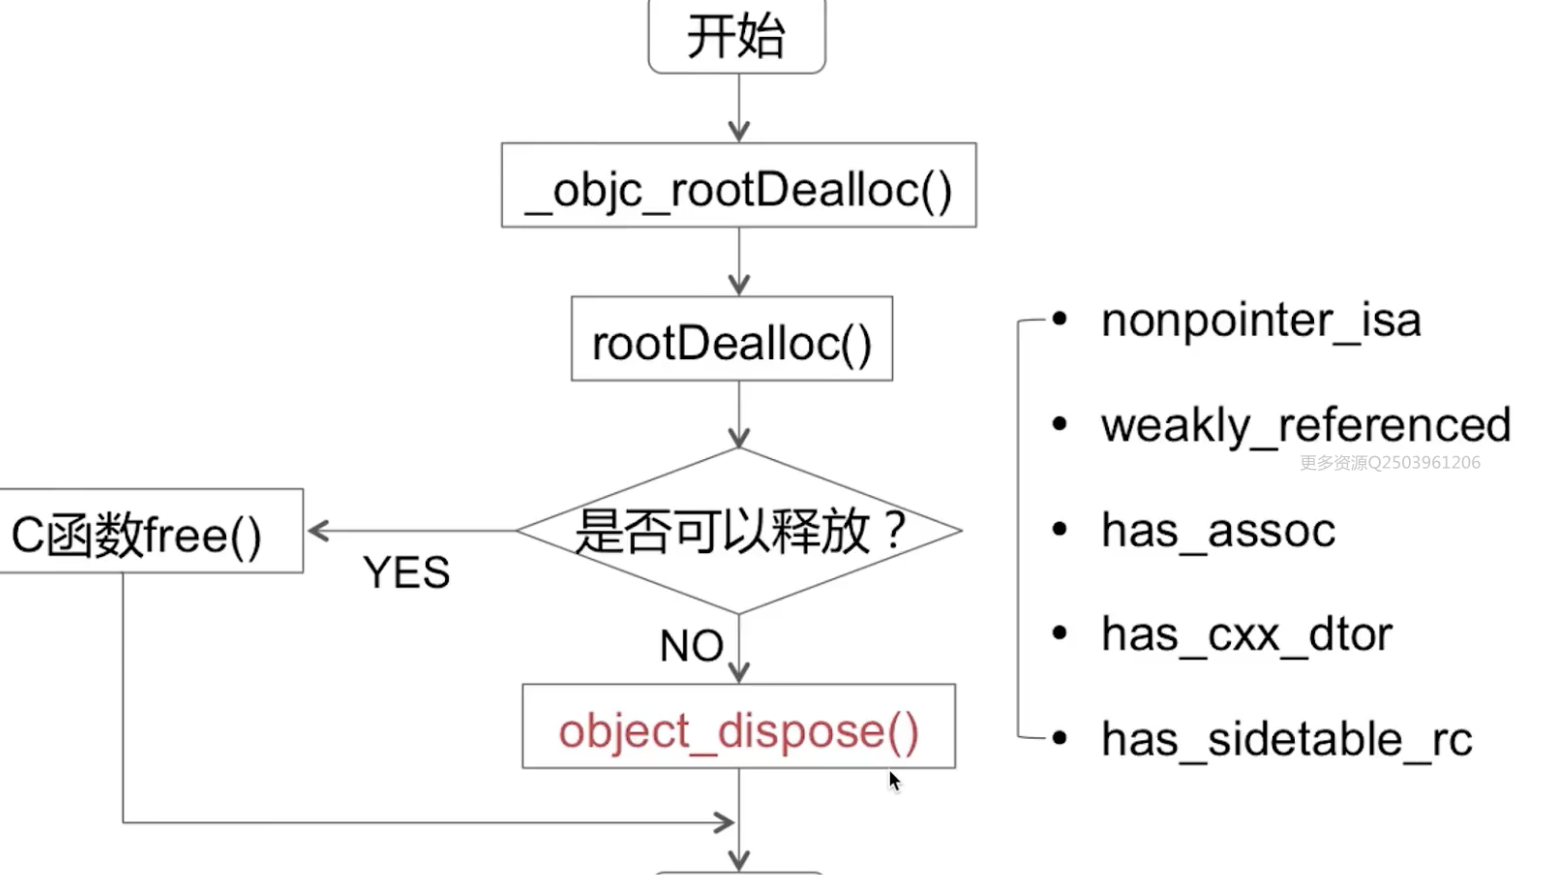 开始
_objc_rootDealloc()
rootDealloc()
是否可以释放？
YES
C函数free()
NO
object_dispose()
• nonpointer_isa
• weakly_referenced
更多资源Q2503961206
• has_assoc
• has_cxx_dtor
• has_sidetable_rc